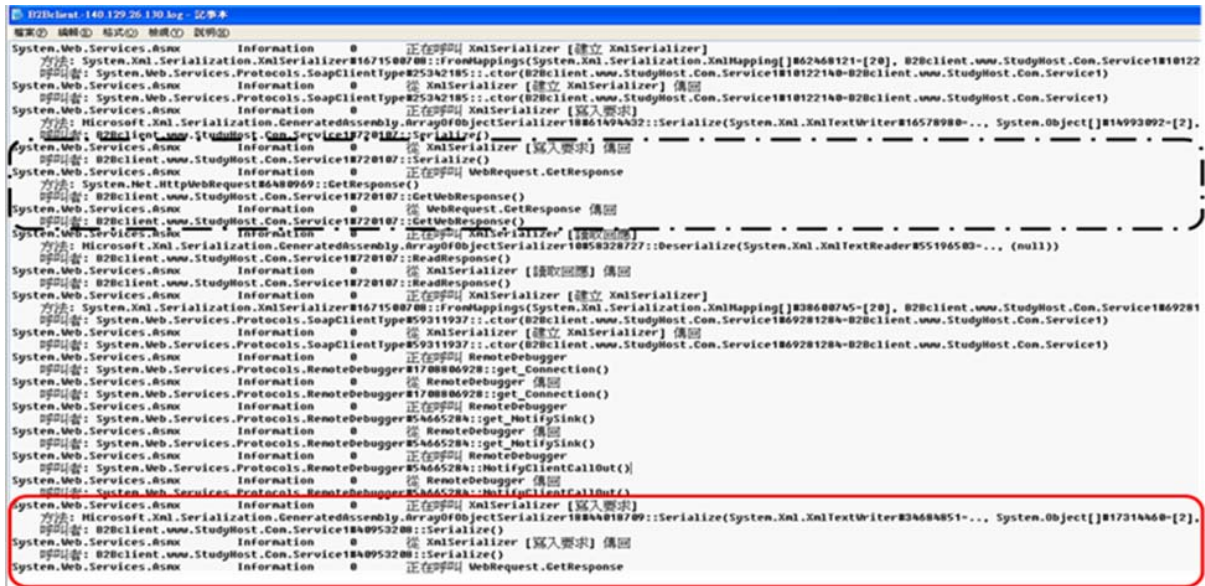 B2Bclient.-140.129.26.130.log - 記事本
檔案(F) 編輯(E) 格式(O) 檢視(V) 說明(H)
System.Web.Services.Asmx Information 0 正在呼叫 XmlSerializer [建立 XmlSerializer]
方法: System.Xml.Serialization.XmlSerializer#1671500708::FromMappings(System.Xml.Serialization.XmlMapping[]#62468121-[20], B2Bclient.www.StudyHost.Com.Service1#10122
呼叫者: System.Web.Services.Protocols.SoapClientType#25342185::.ctor(B2Bclient.www.StudyHost.Com.Service1#10122140=B2Bclient.www.StudyHost.Com.Service1)
System.Web.Services.Asmx Information 0 從 XmlSerializer [建立 XmlSerializer] 傳回
呼叫者: System.Web.Services.Protocols.SoapClientType#25342185::.ctor(B2Bclient.www.StudyHost.Com.Service1#10122140=B2Bclient.www.StudyHost.Com.Service1)
System.Web.Services.Asmx Information 0 正在呼叫 XmlSerializer [寫入要求]
方法: Microsoft.Xml.Serialization.GeneratedAssembly.ArrayOfObjectSerializer18#61494432::Serialize(System.Xml.XmlTextWriter#16578980-.., System.Object[]#14993092-[2],
呼叫者: B2Bclient.www.StudyHost.Com.Service1#720107::Serialize()
System.Web.Services.Asmx Information 0 從 XmlSerializer [寫入要求] 傳回
呼叫者: B2Bclient.www.StudyHost.Com.Service1#720107::Serialize()
System.Web.Services.Asmx Information 0 正在呼叫 WebRequest.GetResponse
方法: System.Net.HttpWebRequest#6480969::GetResponse()
呼叫者: B2Bclient.www.StudyHost.Com.Service1#720107::GetWebResponse()
System.Web.Services.Asmx Information 0 從 WebRequest.GetResponse 傳回
呼叫者: B2Bclient.www.StudyHost.Com.Service1#720107::GetWebResponse()
System.Web.Services.Asmx Information 0 正在呼叫 XmlSerializer [讀取回應]
方法: Microsoft.Xml.Serialization.GeneratedAssembly.ArrayOfObjectSerializer10#58328727::Deserialize(System.Xml.XmlTextReader#55196503-.., (null))
呼叫者: B2Bclient.www.StudyHost.Com.Service1#720107::ReadResponse()
System.Web.Services.Asmx Information 0 從 XmlSerializer [讀取回應] 傳回
呼叫者: B2Bclient.www.StudyHost.Com.Service1#720107::ReadResponse()
System.Web.Services.Asmx Information 0 正在呼叫 XmlSerializer [建立 XmlSerializer]
方法: System.Xml.Serialization.XmlSerializer#1671500708::FromMappings(System.Xml.Serialization.XmlMapping[]#38600745-[20], B2Bclient.www.StudyHost.Com.Service1#69281
呼叫者: System.Web.Services.Protocols.SoapClientType#59311937::.ctor(B2Bclient.www.StudyHost.Com.Service1#69281284=B2Bclient.www.StudyHost.Com.Service1)
System.Web.Services.Asmx Information 0 從 XmlSerializer [建立 XmlSerializer] 傳回
呼叫者: System.Web.Services.Protocols.SoapClientType#59311937::.ctor(B2Bclient.www.StudyHost.Com.Service1#69281284=B2Bclient.www.StudyHost.Com.Service1)
System.Web.Services.Asmx Information 0 正在呼叫 RemoteDebugger
呼叫者: System.Web.Services.Protocols.RemoteDebugger#1708806928::get_Connection()
System.Web.Services.Asmx Information 0 從 RemoteDebugger 傳回
呼叫者: System.Web.Services.Protocols.RemoteDebugger#1708806928::get_Connection()
System.Web.Services.Asmx Information 0 正在呼叫 RemoteDebugger
呼叫者: System.Web.Services.Protocols.RemoteDebugger#54665284::get_NotifySink()
System.Web.Services.Asmx Information 0 從 RemoteDebugger 傳回
呼叫者: System.Web.Services.Protocols.RemoteDebugger#54665284::get_NotifySink()
System.Web.Services.Asmx Information 0 正在呼叫 RemoteDebugger
呼叫者: System.Web.Services.Protocols.RemoteDebugger#54665284::NotifyClientCallOut()
System.Web.Services.Asmx Information 0 從 RemoteDebugger 傳回
呼叫者: System.Web.Services.Protocols.RemoteDebugger#54665284::NotifyClientCallOut()
System.Web.Services.Asmx Information 0 正在呼叫 XmlSerializer [寫入要求]
方法: Microsoft.Xml.Serialization.GeneratedAssembly.ArrayOfObjectSerializer18#44018709::Serialize(System.Xml.XmlTextWriter#34684851-.., System.Object[]#17314460-[2],
呼叫者: B2Bclient.www.StudyHost.Com.Service1#40953208::Serialize()
System.Web.Services.Asmx Information 0 從 XmlSerializer [寫入要求] 傳回
呼叫者: B2Bclient.www.StudyHost.Com.Service1#40953208::Serialize()
System.Web.Services.Asmx Information 0 正在呼叫 WebRequest.GetResponse